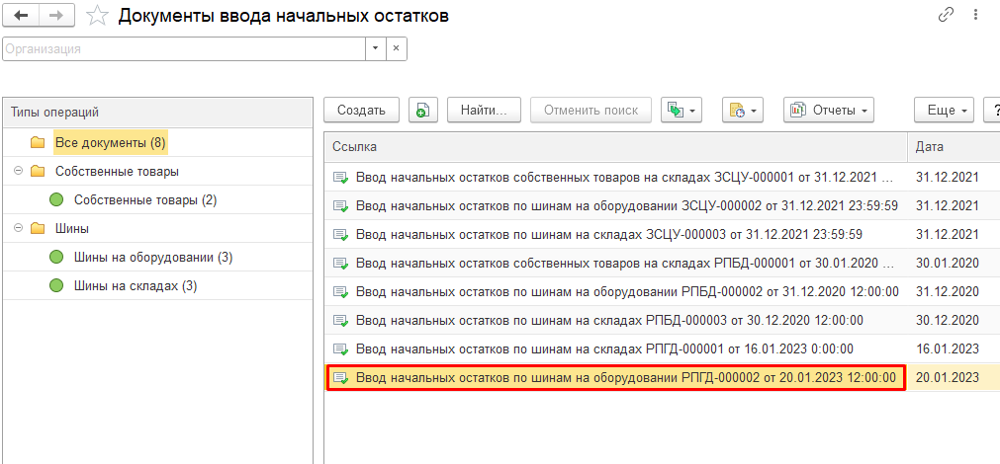 Документы ввода начальных остатков
Организация
Типы операций
Все документы (8)
Собственные товары
Собственные товары (2)
Шины
Шины на оборудовании (3)
Шины на складах (3)
Создать Найти... Отменить поиск Отчеты Еще ?
Ссылка Дата
Ввод начальных остатков собственных товаров на складах ЗСЦУ-000001 от 31.12.2021 ... 31.12.2021
Ввод начальных остатков по шинам на оборудовании ЗСЦУ-000002 от 31.12.2021 23:59:59 31.12.2021
Ввод начальных остатков по шинам на складах ЗСЦУ-000003 от 31.12.2021 23:59:59 31.12.2021
Ввод начальных остатков собственных товаров на складах РПБД-000001 от 30.01.2020 ... 30.01.2020
Ввод начальных остатков по шинам на оборудовании РПБД-000002 от 31.12.2020 12:00:00 31.12.2020
Ввод начальных остатков по шинам на складах РПБД-000003 от 30.12.2020 12:00:00 30.12.2020
Ввод начальных остатков по шинам на складах РПГД-000001 от 16.01.2023 0:00:00 16.01.2023
Ввод начальных остатков по шинам на оборудовании РПГД-000002 от 20.01.2023 12:00:00 20.01.2023